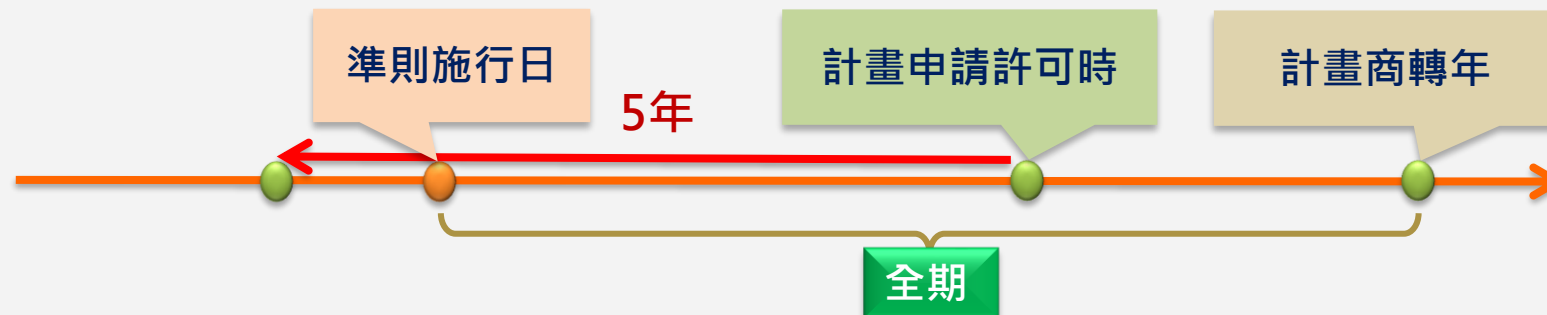 準則施行日
計畫申請許可時
計畫商轉年
5年
全期